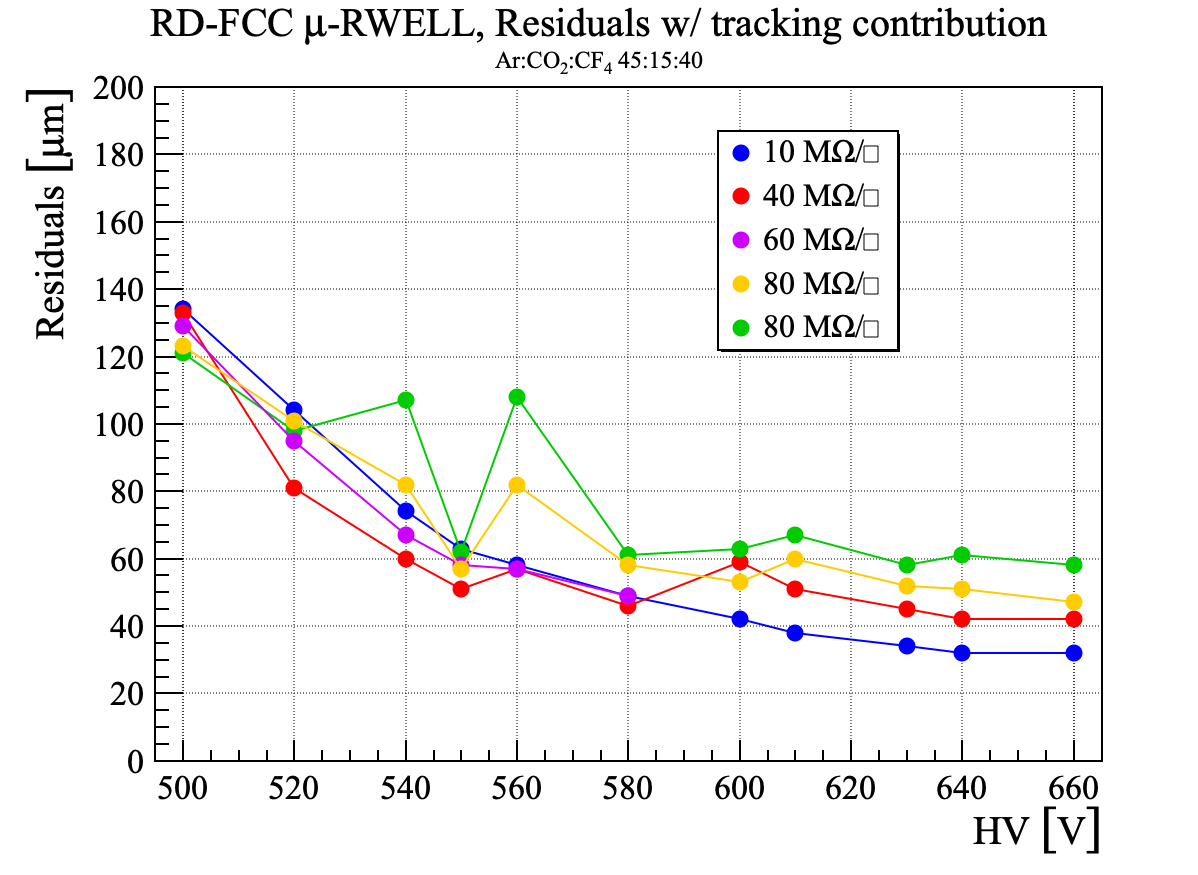 RD-FCC μ-RWELL, Residuals w/ tracking contribution
Ar:CO₂:CF₄ 45:15:40
Residuals [μm]
200
180
160
140
120
100
80
60
40
20
0
10 MΩ/□
40 MΩ/□
60 MΩ/□
80 MΩ/□
80 MΩ/□
500 520 540 560 580 600 620 640 660
HV [V]